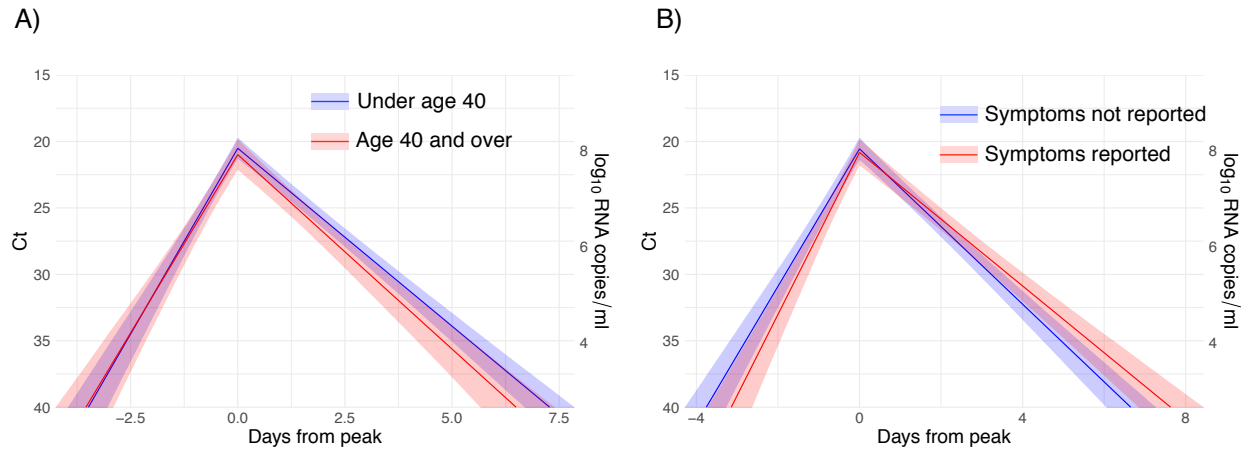 A)
15
20
25
30
35
40
Ct
Under age 40
Age 40 and over
8
6
4
log10 RNA copies/ml
−2.5 0.0 2.5 5.0 7.5
Days from peak
B)
15
20
25
30
35
40
Ct
Symptoms not reported
Symptoms reported
8
6
4
log10 RNA copies/ml
−4 0 4 8
Days from peak